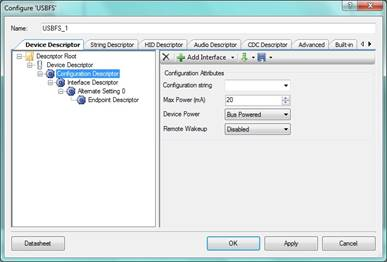 Configure 'USBFS'
Name: USBFS_1
Device Descriptor String Descriptor HID Descriptor Audio Descriptor CDC Descriptor Advanced Built-in
Descriptor Root
Device Descriptor
Configuration Descriptor
Interface Descriptor
Alternate Setting 0
Endpoint Descriptor
Add Interface
Configuration Attributes
Configuration string
Max Power (mA) 20
Device Power Bus Powered
Remote Wakeup Disabled
Datasheet OK Apply Cancel